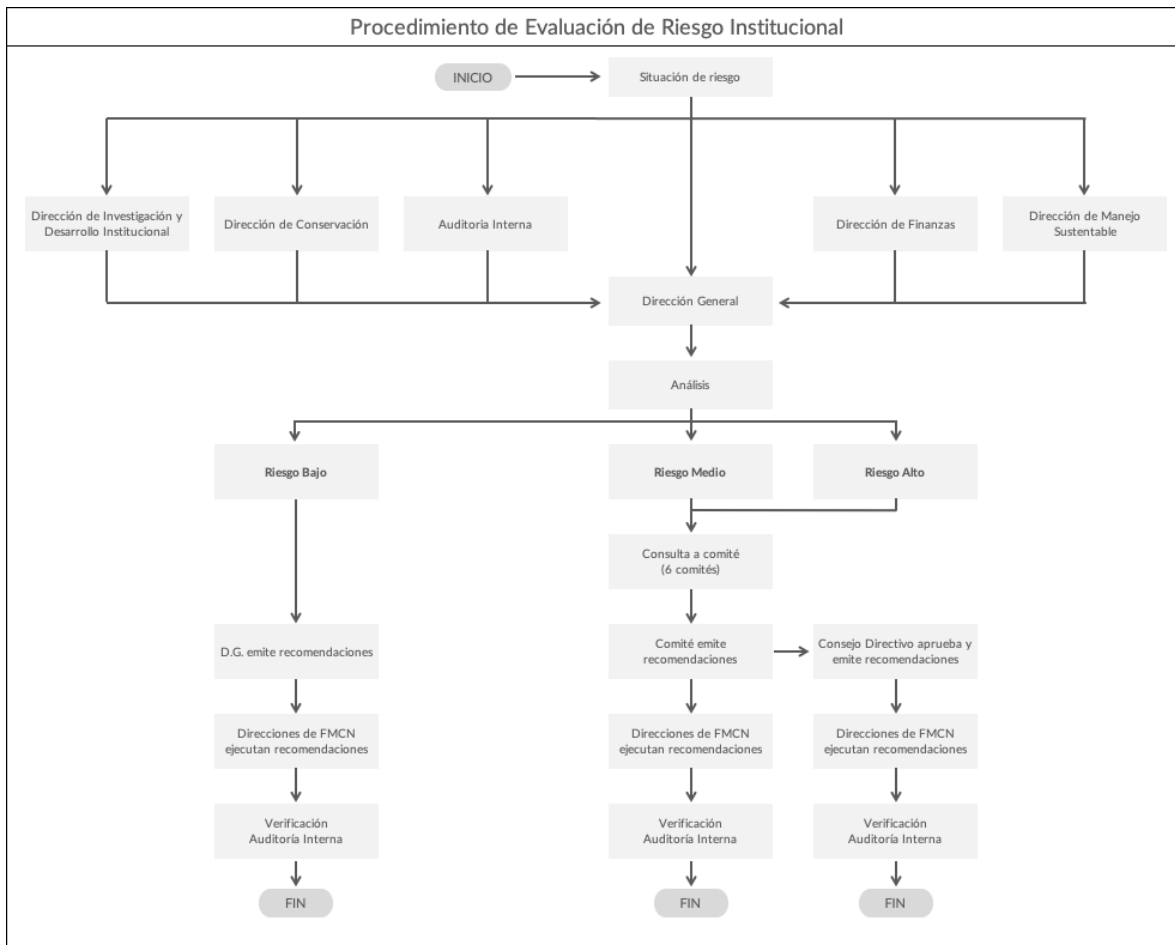 Procedimiento de Evaluación de Riesgo Institucional
INICIO
Situación de riesgo
Dirección de Investigación y
Desarrollo Institucional
Dirección de Conservación
Auditoria Interna
Dirección de Finanzas
Dirección de Manejo
Sustentable
Dirección General
Análisis
Riesgo Bajo
Riesgo Medio
Riesgo Alto
Consulta a comité
(6 comités)
D.G. emite recomendaciones
Comité emite
recomendaciones
Consejo Directivo aprueba y
emite recomendaciones
Direcciones de FMCN
ejecutan recomendaciones
Direcciones de FMCN
ejecutan recomendaciones
Direcciones de FMCN
ejecutan recomendaciones
Verificación
Auditoría Interna
Verificación
Auditoría Interna
Verificación
Auditoría Interna
FIN
FIN
FIN